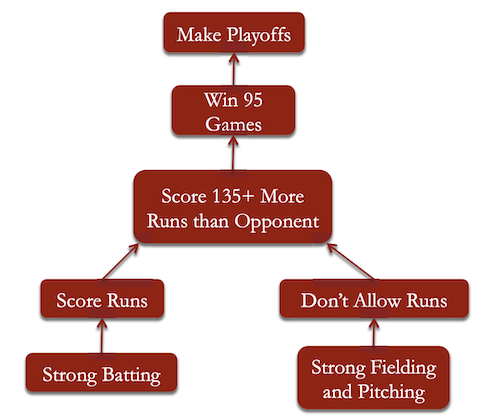 Make Playoffs
Win 95
Games
Score 135+ More
Runs than Opponent
Score Runs
Don't Allow Runs
Strong Batting
Strong Fielding
and Pitching